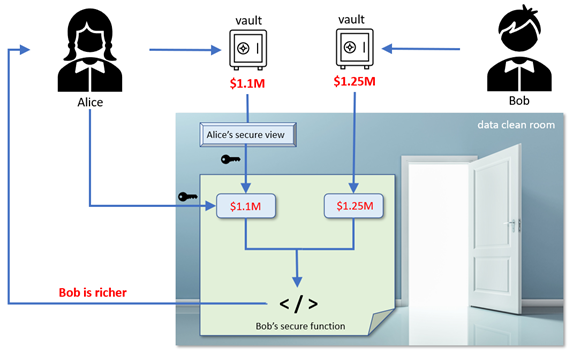 vault
vault
$1.1M
$1.25M
Alice
Bob
data clean room
Alice's secure view
$1.1M
$1.25M
Bob is richer
</>
Bob's secure function